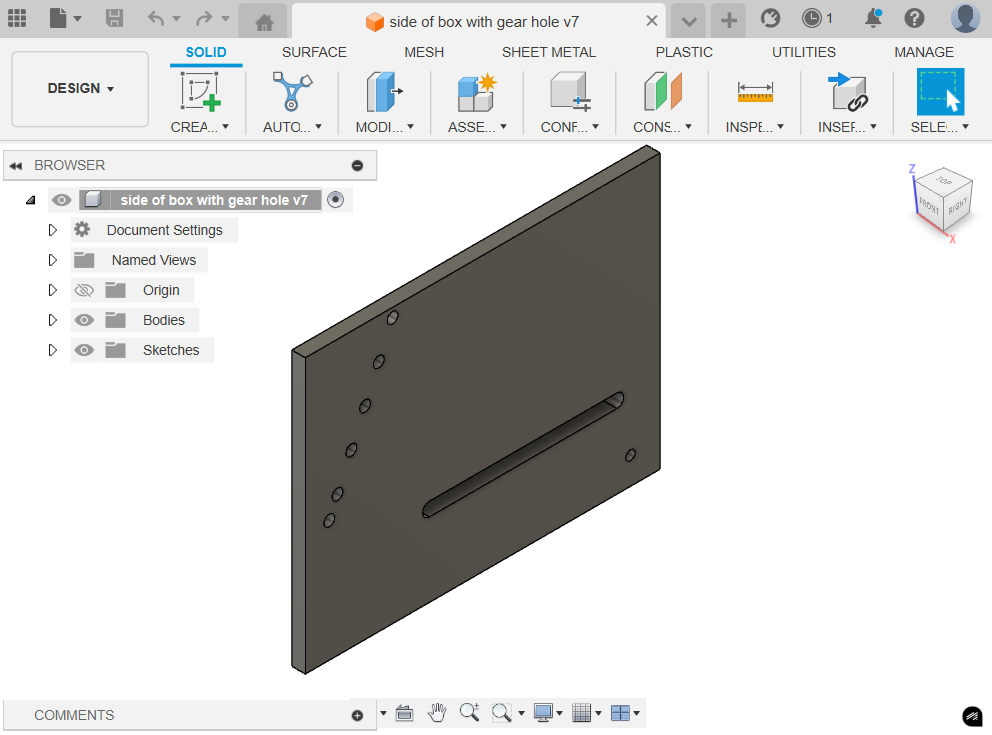 side of box with gear hole v7
1
DESIGN
SOLID SURFACE MESH SHEET METAL PLASTIC UTILITIES MANAGE
CREA... AUTO... MODI... ASSE... CONF... CONS... INSPE... INSER... SELE...
BROWSER
side of box with gear hole v7
Document Settings
Named Views
Origin
Bodies
Sketches
Z
TOP
FRONT RIGHT
X
COMMENTS